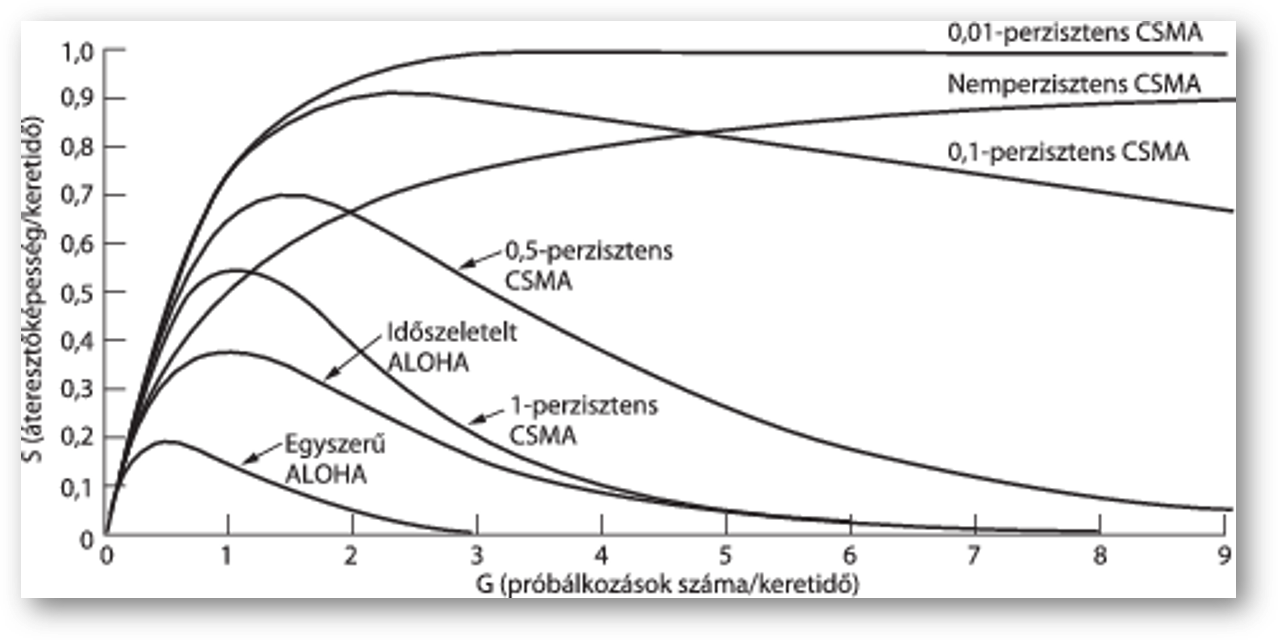 0,01-perzisztens CSMA
Nemperzisztens CSMA
0,1-perzisztens CSMA
0,5-perzisztens
CSMA
Időszeletelt
ALOHA
1-perzisztens
CSMA
Egyszerű
ALOHA
S (áteresztőképesség/keretidő)
1,0
0,9
0,8
0,7
0,6
0,5
0,4
0,3
0,2
0,1
0
0 1 2 3 4 5 6 7 8 9
G (próbálkozások száma/keretidő)